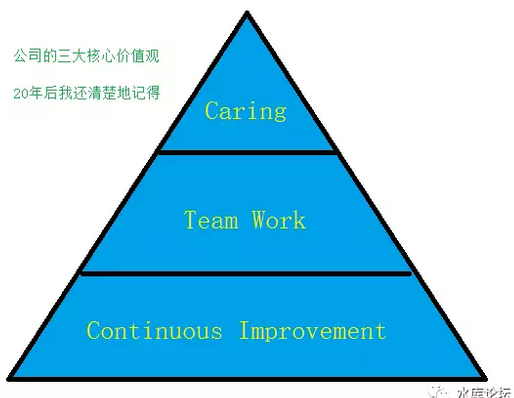 公司的三大核心价值观
20年后我还清楚地记得
Caring
Team Work
Continuous Improvement
水库论坛